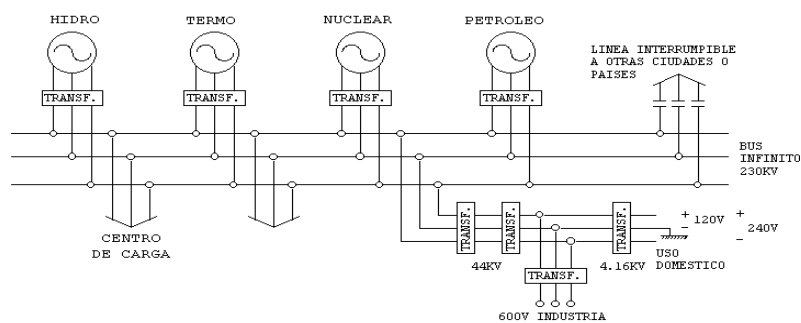 HIDRO
TERMO
NUCLEAR
PETROLEO
TRANSF.
TRANSF.
TRANSF.
TRANSF.
LINEA INTERRUMPIBLE
A OTRAS CIUDADES O
PAISES
BUS
INFINITO
230KV
CENTRO
DE CARGA
TRANSF.
TRANSF.
TRANSF.
+ 120V +
- 240V
-
44KV
4.16KV
USO
DOMESTICO
TRANSF.
600V INDUSTRIA